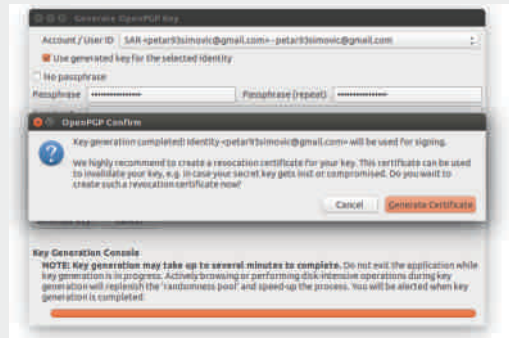 Generate OpenPGP Key
Account / User ID SAR <petar93simovic@gmail.com> - petar93simovic@gmail.com
Use generated key for the selected identity
No passphrase
Passphrase Passphrase (repeat)
OpenPGP Confirm
Key generation completed! Identity <petar93simovic@gmail.com> will be used for signing.
We highly recommend to create a revocation certificate for your key. This certificate can be used
to invalidate your key, e.g. in case your secret key gets lost or compromised. Do you want to
create such a revocation certificate now?
Cancel Generate Certificate
Key Generation Console
NOTE: Key generation may take up to several minutes to complete. Do not exit the application while
key generation is in progress. Actively browsing or performing disk-intensive operations during key
generation will replenish the 'randomness pool' and speed-up the process. You will be alerted when key
generation is completed.